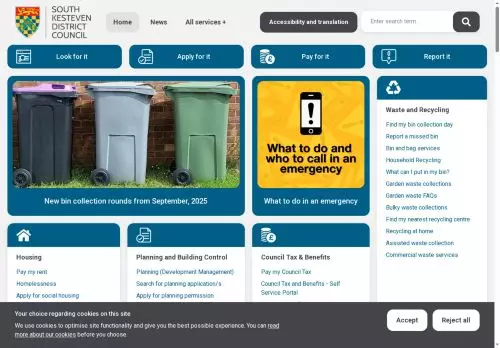 SOUTH
KESTEVEN
DISTRICT
COUNCIL
Home
News
All services +
Accessibility and translation
Enter search term...
Look for it
Apply for it
Pay for it
Report it
New bin collection rounds from September, 2025
What to do and
who to call in an
emergency
What to do in an emergency
Waste and Recycling
Find my bin collection day
Report a missed bin
Bin and bag services
Household Recycling
What can I put in my bin?
Garden waste collections
Garden waste FAQs
Bulky waste collections
Find my nearest recycling centre
Recycling at home
Assisted waste collection
Commercial waste services
Housing
Pay my rent
Homelessness
Apply for social housing
Planning and Building Control
Planning (Development Management)
Search for planning application/s
Apply for planning permission
Council Tax & Benefits
Pay my Council Tax
Council Tax and Benefits - Self
Service Portal
Your choice regarding cookies on this site
We use cookies to optimise site functionality and give you the best possible experience. You can read
more about our cookies before you choose.
Accept
Reject all